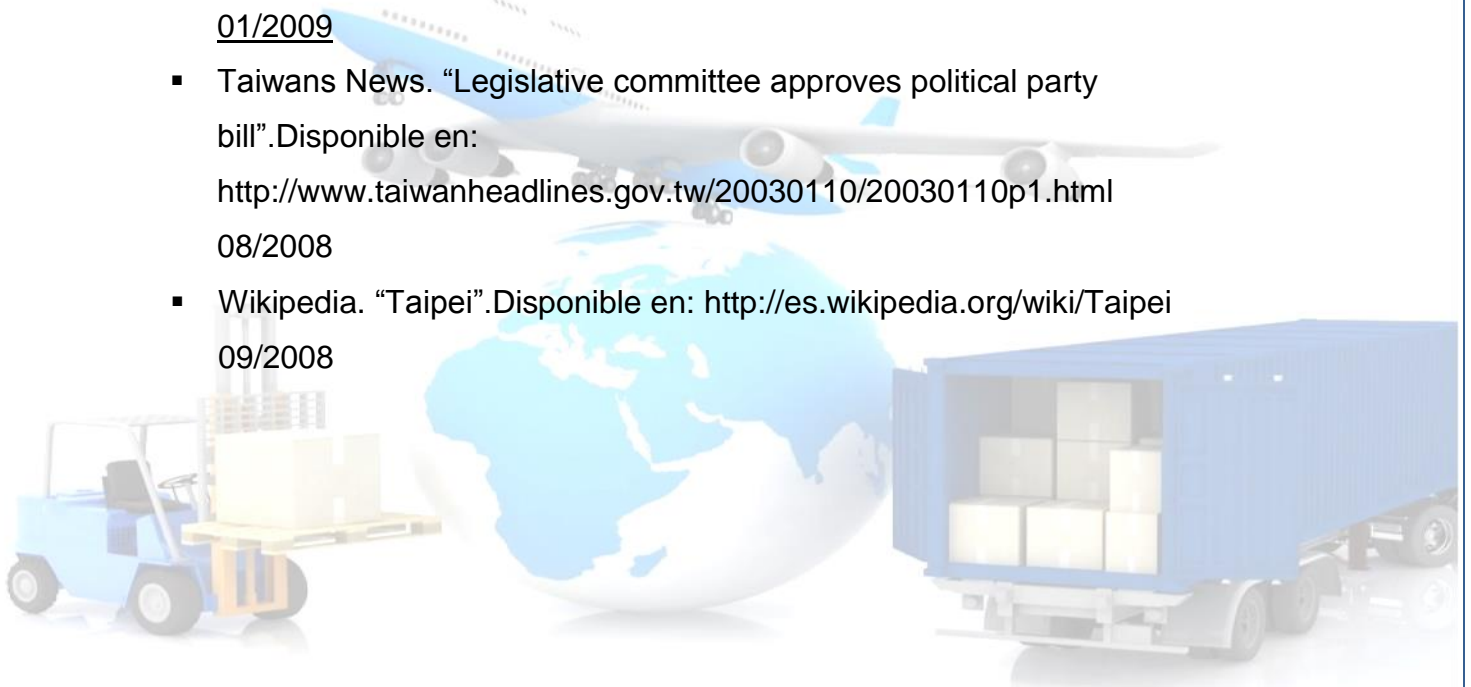 01/2009
▪ Taiwans News. “Legislative committee approves political party
bill”.Disponible en:
http://www.taiwanheadlines.gov.tw/20030110/20030110p1.html
08/2008
▪ Wikipedia. “Taipei”.Disponible en: http://es.wikipedia.org/wiki/Taipei
09/2008